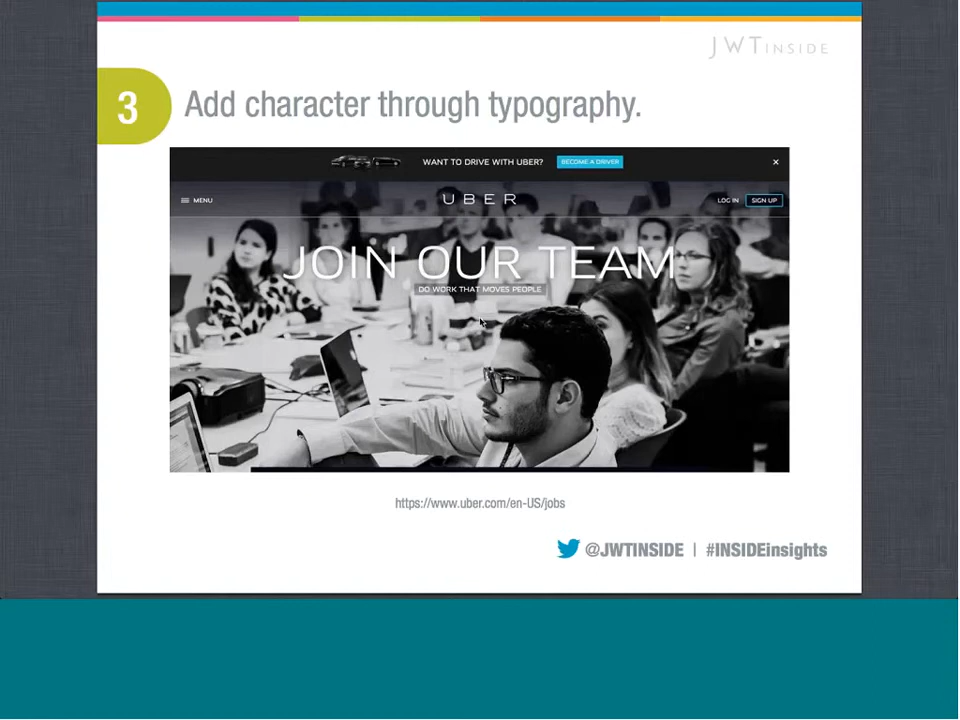 JWTINSIDE
3 Add character through typography.
WANT TO DRIVE WITH UBER? BECOME A DRIVER ×
MENU UBER LOG IN SIGN UP
JOIN OUR TEAM
DO WORK THAT MOVES PEOPLE
https://www.uber.com/en-US/jobs
@JWTINSIDE | #INSIDEinsights